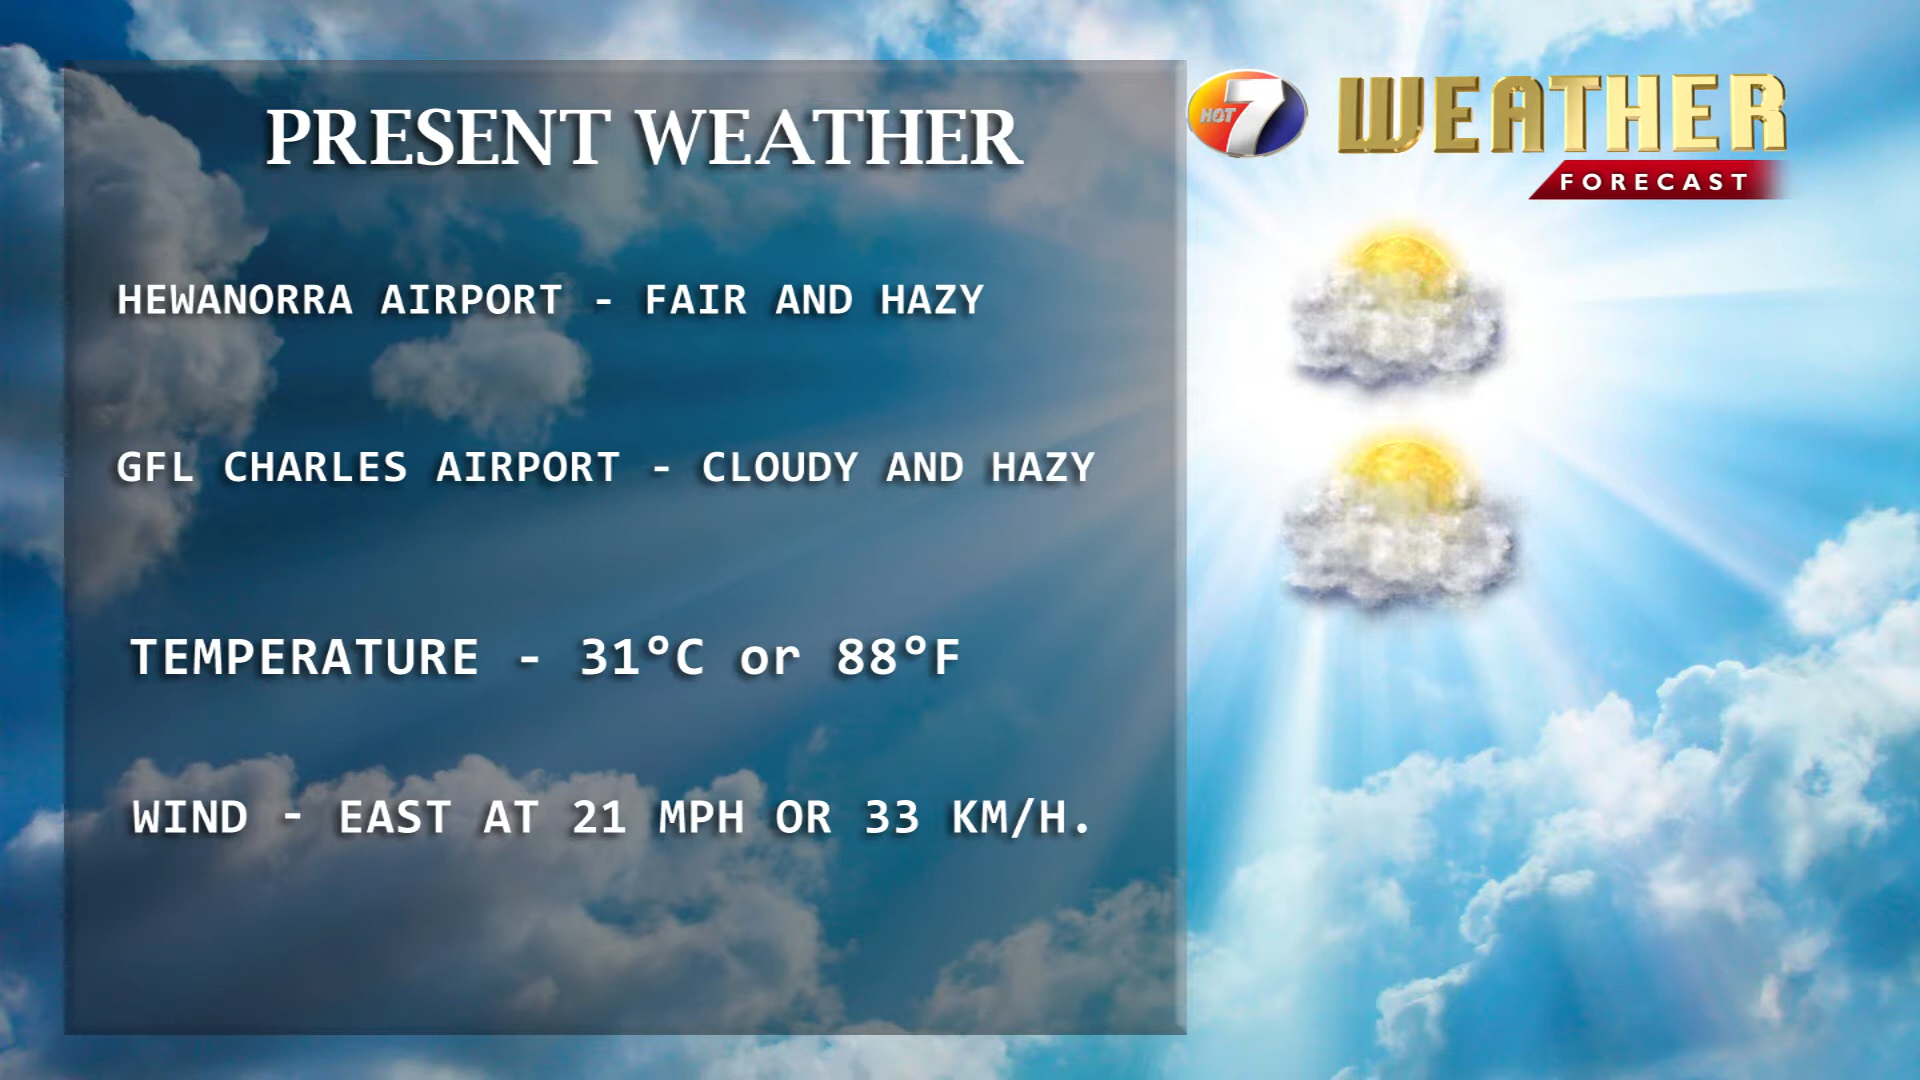 PRESENT WEATHER
HOT 7
WEATHER
FORECAST
HEWANORRA AIRPORT - FAIR AND HAZY
GFL CHARLES AIRPORT - CLOUDY AND HAZY
TEMPERATURE - 31°C or 88°F
WIND - EAST AT 21 MPH OR 33 KM/H.